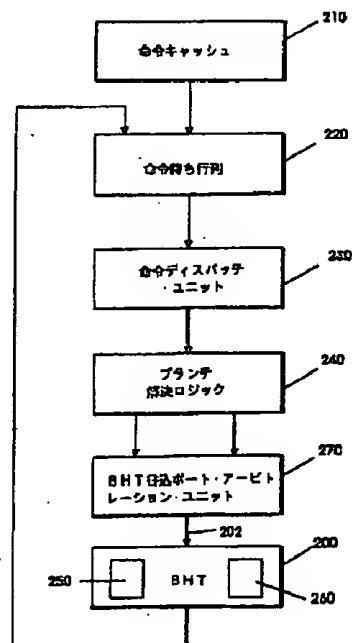 210
命令キャッシュ
220
命令待ち行列
230
命令ディスパッチ
・ユニット
240
ブランチ
解決ロジック
270
BHT書込ポート・アービト
レーション・ユニット
202
200
250
BHT
260